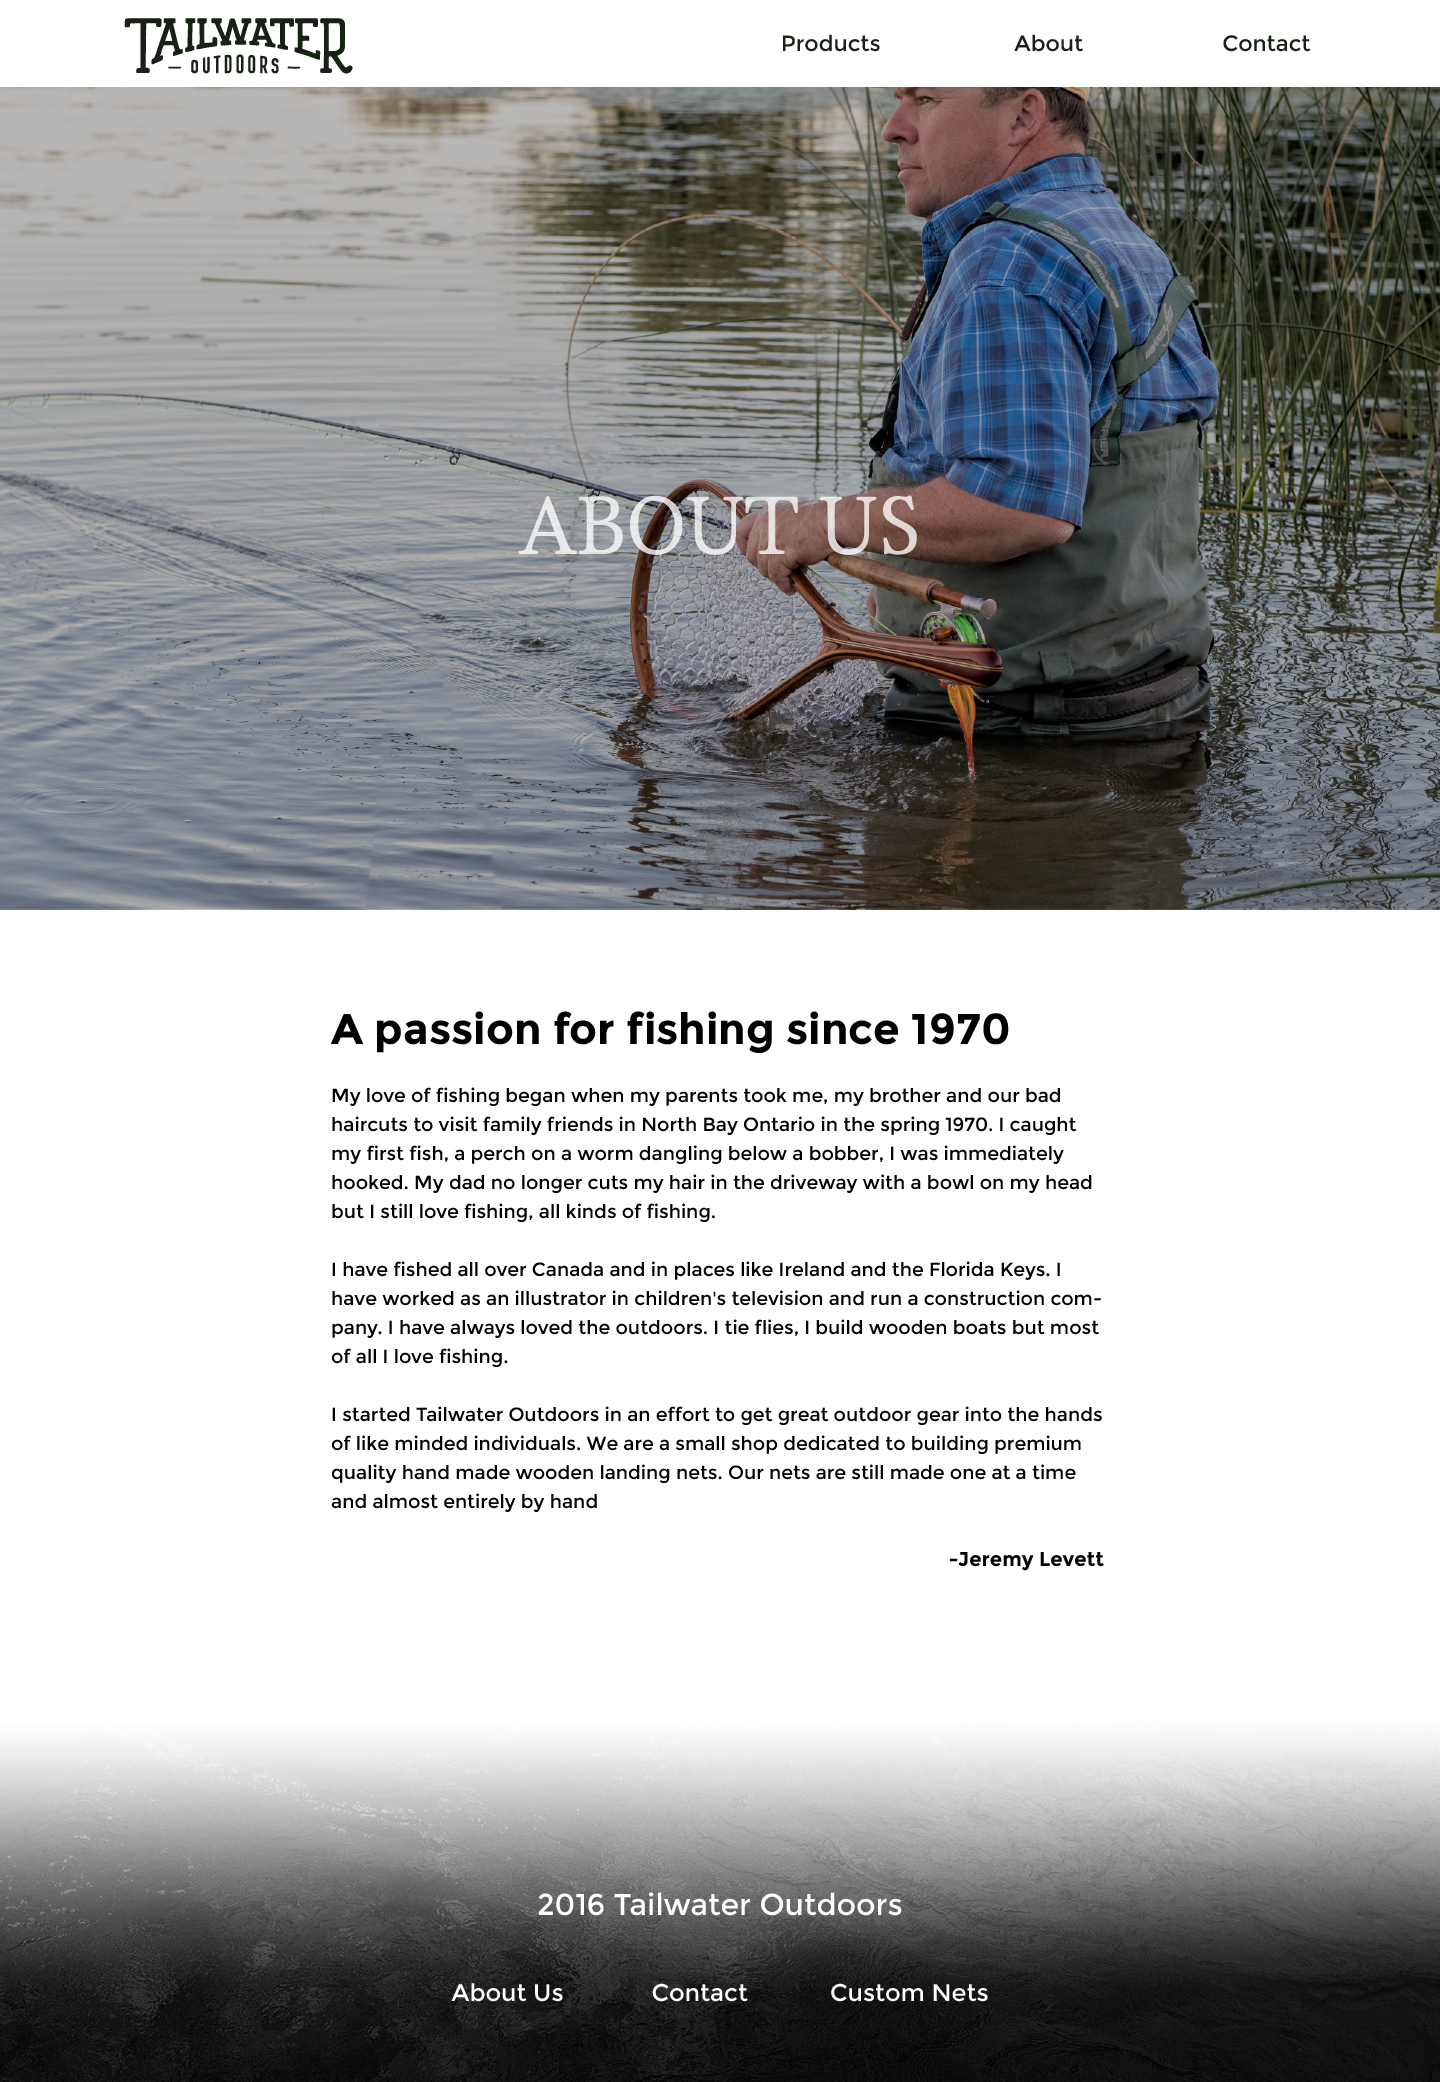 TAILWATER
OUTDOORS
Products About Contact
ABOUT US
A passion for fishing since 1970
My love of fishing began when my parents took me, my brother and our bad
haircuts to visit family friends in North Bay Ontario in the spring 1970. I caught
my first fish, a perch on a worm dangling below a bobber, I was immediately
hooked. My dad no longer cuts my hair in the driveway with a bowl on my head
but I still love fishing, all kinds of fishing.
I have fished all over Canada and in places like Ireland and the Florida Keys. I
have worked as an illustrator in children's television and run a construction com-
pany. I have always loved the outdoors. I tie flies, I build wooden boats but most
of all I love fishing.
I started Tailwater Outdoors in an effort to get great outdoor gear into the hands
of like minded individuals. We are a small shop dedicated to building premium
quality hand made wooden landing nets. Our nets are still made one at a time
and almost entirely by hand
-Jeremy Levett
2016 Tailwater Outdoors
About Us Contact Custom Nets